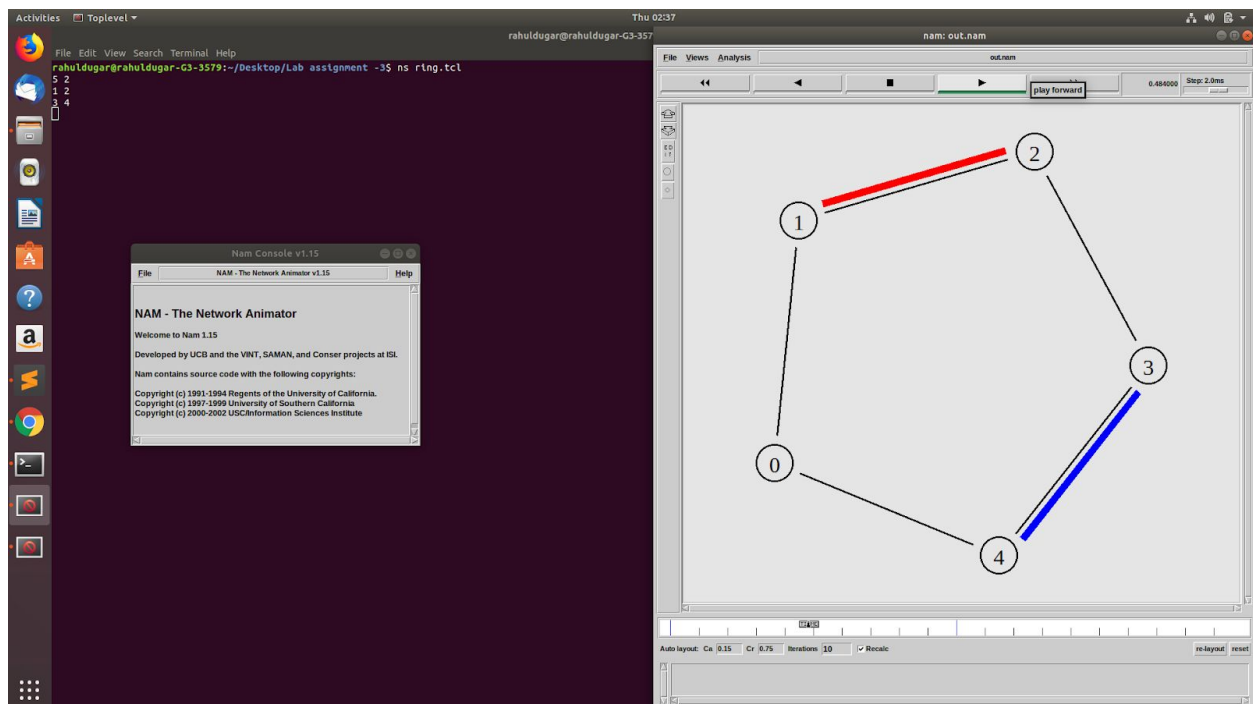 Activities Toplevel
Thu 02:37
rahuldugar@rahuldugar-G3-357
File Edit View Search Terminal Help
rahuldugar@rahuldugar-G3-3579:~/Desktop/Lab assignment -3$ ns ring.tcl
5 2
1 2
3 4
Nam Console v1.15
File NAM - The Network Animator v1.15 Help
NAM - The Network Animator
Welcome to Nam 1.15
Developed by UCB and the VINT, SAMAN, and Conser projects at ISI.
Nam contains source code with the following copyrights:
Copyright (c) 1991-1994 Regents of the University of California.
Copyright (c) 1997-1999 University of Southern California
Copyright (c) 2000-2002 USC/Information Sciences Institute
nam: out.nam
File Views Analysis out.nam
play forward
0.484000 Step: 2.0ms
2
1
3
0
4
Auto layout: Ca 0.15 Cr 0.75 Iterations 10 Recalc re-layout reset